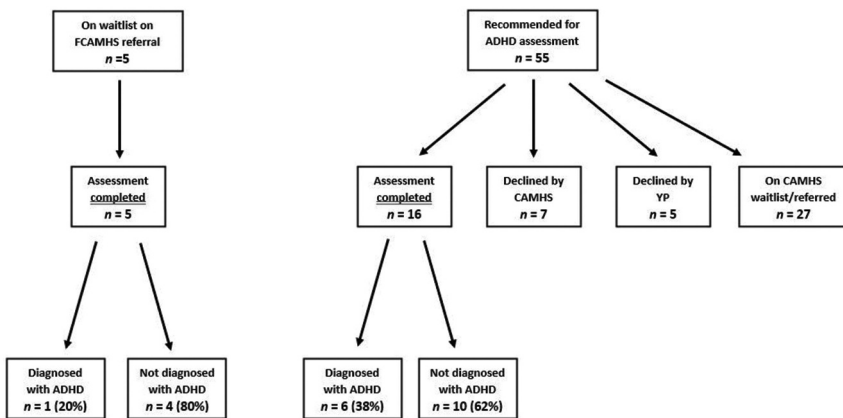 On waitlist on
FCAMHS referral
n =5
Recommended for
ADHD assessment
n = 55
Assessment
completed
n = 5
Assessment
completed
n = 16
Declined by
CAMHS
n = 7
Declined by
YP
n = 5
On CAMHS
waitlist/referred
n = 27
Diagnosed
with ADHD
n = 1 (20%)
Not diagnosed
with ADHD
n = 4 (80%)
Diagnosed
with ADHD
n = 6 (38%)
Not diagnosed
with ADHD
n = 10 (62%)